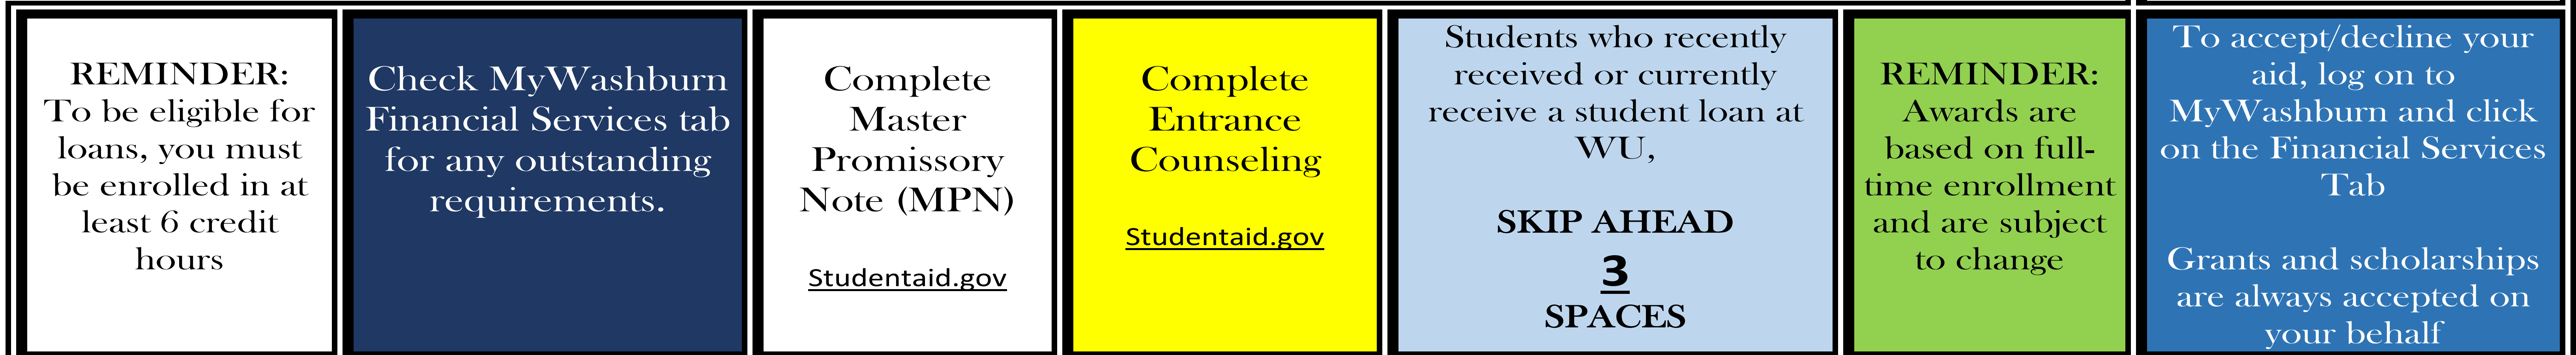 REMINDER:
To be eligible for
loans, you must
be enrolled in at
least 6 credit
hours
Check MyWashburn
Financial Services tab
for any outstanding
requirements.
Complete
Master
Promissory
Note (MPN)
Studentaid.gov
Complete
Entrance
Counseling
Studentaid.gov
Students who recently
received or currently
receive a student loan at
WU,
SKIP AHEAD
3
SPACES
REMINDER:
Awards are
based on full-
time enrollment
and are subject
to change
To accept/decline your
aid, log on to
MyWashburn and click
on the Financial Services
Tab
Grants and scholarships
are always accepted on
your behalf